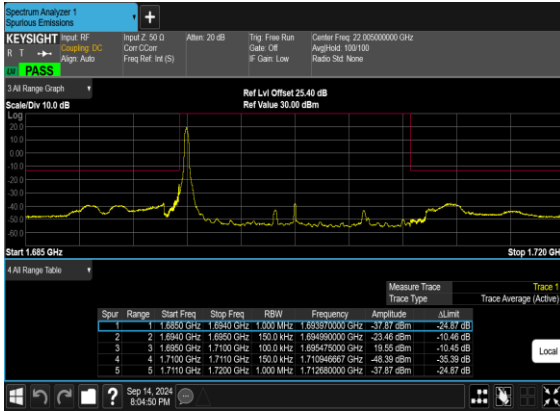 Spectrum Analyzer 1
Spurious Emissions
KEYSIGHT
R T
PASS
Input: RF
Coupling: DC
Align: Auto
Input Z: 50 Ω
Corr CCorr
Freq Ref: Int (S)
Atten: 20 dB
Trig: Free Run
Gate: Off
IF Gain: Low
Center Freq: 22.005000000 GHz
Avg|Hold: 100/100
Radio Std: None
3 All Range Graph
Scale/Div 10.0 dB
Ref Lvl Offset 25.40 dB
Ref Value 30.00 dBm
Log
20.0
10.0
0.00
-10.0
-20.0
-30.0
-40.0
-50.0
-60.0
Start 1.685 GHz
Stop 1.720 GH
4 All Range Table
Measure Trace Trace 1
Trace Type Trace Average (Active)
Spur Range Start Freq Stop Freq RBW Frequency Amplitude ΔLimit
1 1 1.6850 GHz 1.6940 GHz 1.000 MHz 1.693970000 GHz -37.87 dBm -24.87 dB
2 2 1.6940 GHz 1.6950 GHz 150.0 kHz 1.694990000 GHz -23.46 dBm -10.46 dB
3 3 1.6950 GHz 1.7100 GHz 100.0 kHz 1.695475000 GHz 19.55 dBm -10.45 dB
4 4 1.7100 GHz 1.7110 GHz 150.0 kHz 1.710946667 GHz -48.39 dBm -35.39 dB
5 5 1.7110 GHz 1.7200 GHz 1.000 MHz 1.712680000 GHz -37.87 dBm -24.87 dB
Local
?
Sep 14, 2024
8:04:50 PM